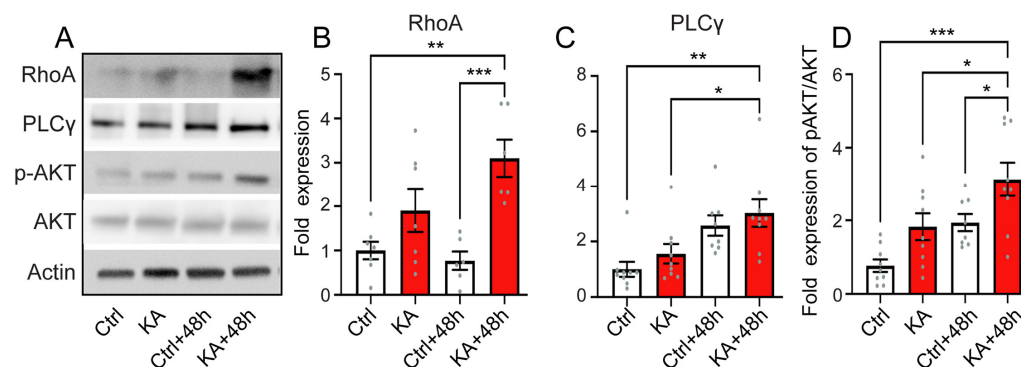 A
RhoA
PLCγ
p-AKT
AKT
Actin
Ctrl
KA
Ctrl+48h
KA+48h
B
RhoA
**
***
Fold expression
5
4
3
2
1
0
Ctrl
KA
Ctrl+48h
KA+48h
C
PLCγ
**
*
8
6
4
2
0
Ctrl
KA
Ctrl+48h
KA+48h
D
***
*
*
Fold expression of pAKT/AKT
6
4
2
0
Ctrl
KA
Ctrl+48h
KA+48h